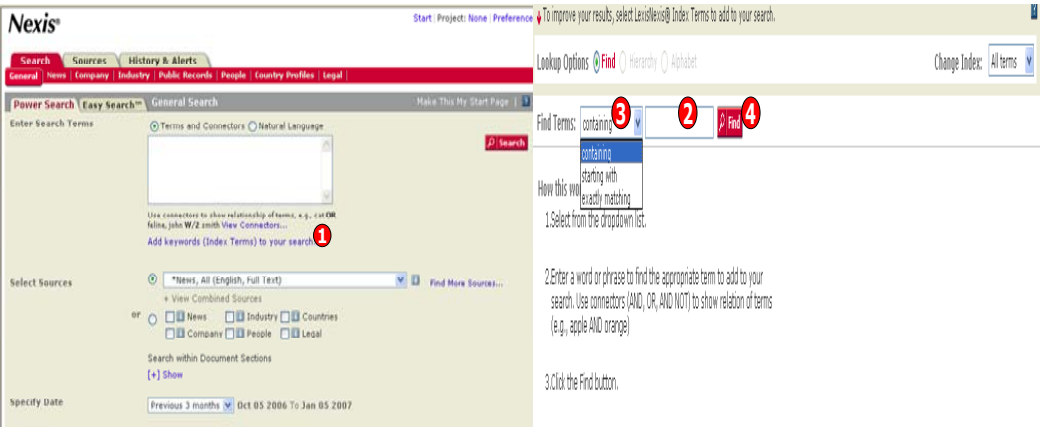 Nexis®
Start | Project: None | Preference
Search Sources History & Alerts
General | News | Company | Industry | Public Records | People | Country Profiles | Legal |
Power Search Easy Search™ General Search Make This My Start Page |
Enter Search Terms
Terms and Connectors Natural Language
Search
Use connectors to show relationship of terms, e.g., cat OR
feline, john W/2 smith View Connectors...
Add keywords (Index Terms) to your search
1
Select Sources
*News, All (English, Full Text)
Find More Sources...
+ View Combined Sources
or
News Industry Countries
Company People Legal
Search within Document Sections
[+] Show
Specify Date
Previous 3 months Oct 05 2006 To Jan 05 2007
To improve your results, select LexisNexis® Index Terms to add to your search.
Lookup Options Find Hierarchy Alphabet
Change Index: All terms
Find Terms: containing 3 2 Find 4
containing
starting with
exactly matching
How this wo
1.Select from the dropdown list.
2.Enter a word or phrase to find the appropriate term to add to your
search. Use connectors (AND, OR, AND NOT) to show relation of terms
(e.g., apple AND orange)
3.Click the Find button.